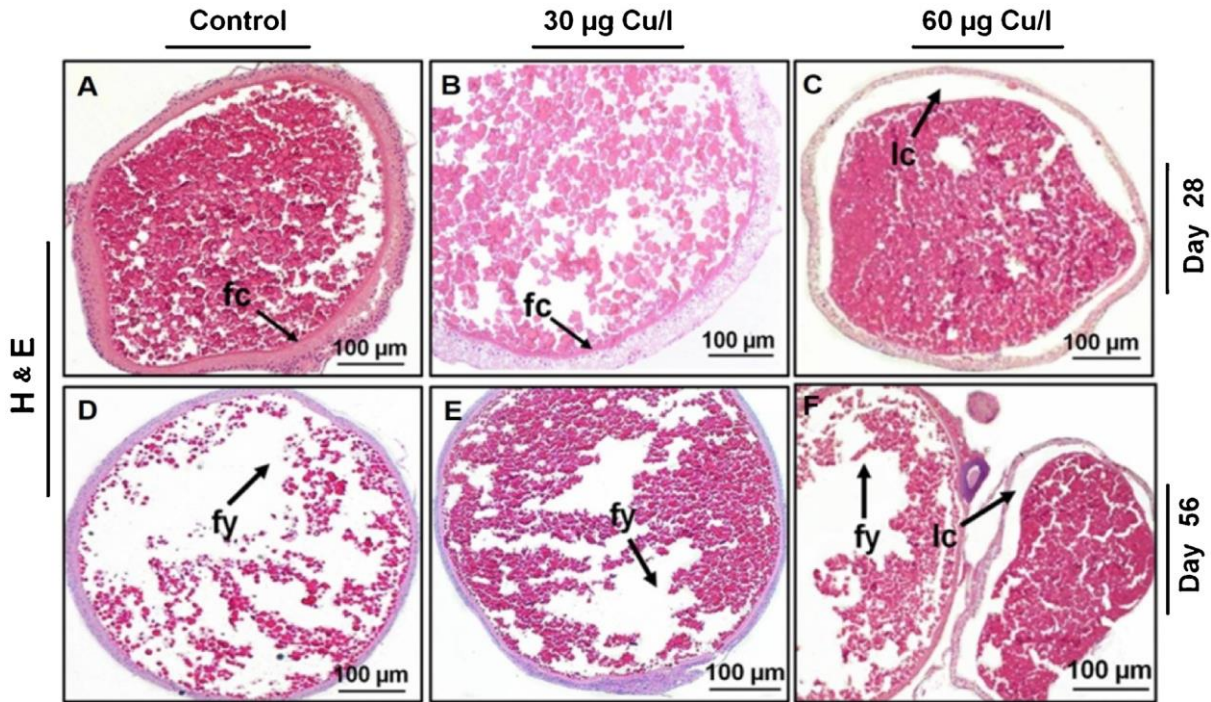 Control
30 µg Cu/l
60 µg Cu/l
A
fc
100 µm
B
fc
100 µm
C
lc
100 µm
Day 28
H & E
D
fy
100 µm
E
fy
100 µm
F
fy
lc
100 µm
Day 56